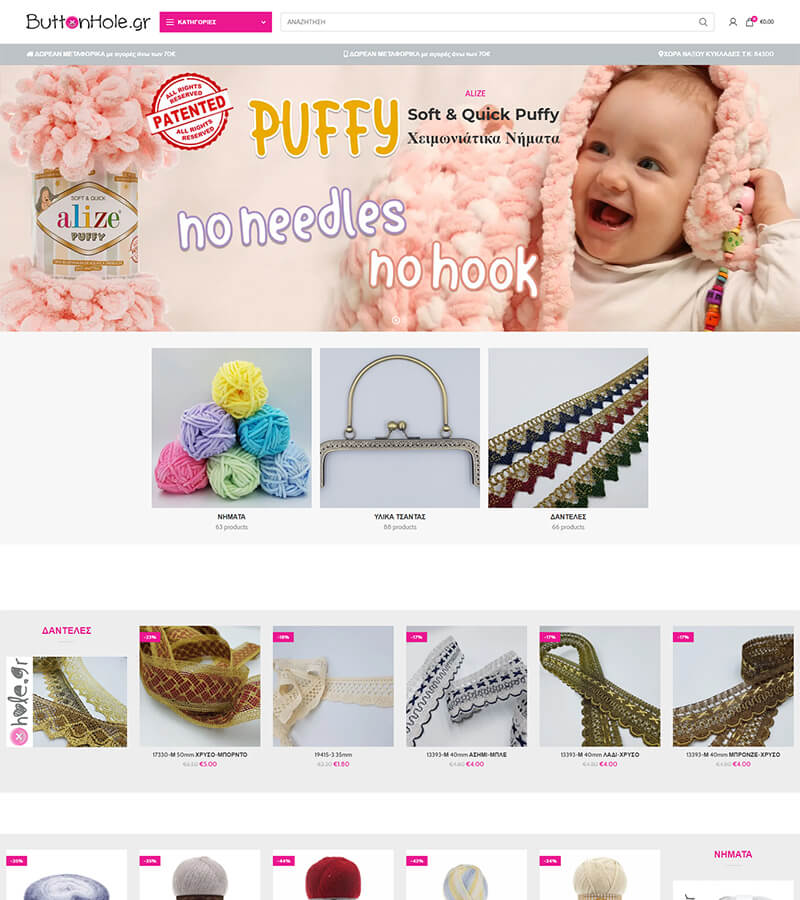 ButtonHole.gr
ΚΑΤΗΓΟΡΙΕΣ
ΑΝΑΖΗΤΗΣΗ
0
€0.00
ΔΩΡΕΑΝ ΜΕΤΑΦΟΡΙΚΑ με αγορές άνω των 70€
ΔΩΡΕΑΝ ΜΕΤΑΦΟΡΙΚΑ με αγορές άνω των 70€
ΧΩΡΑ ΝΑΞΟΥ ΚΥΚΛΑΔΕΣ Τ.Κ: 84300
ALL RIGHTS RESERVED
PATENTED
ALL RIGHTS RESERVED
PUFFY
ALIZE
Soft & Quick Puffy
Χειμωνιάτικα Νήματα
SOFT & QUICK
alize
PUFFY
no needles
no hook
ΝΗΜΑΤΑ
63 products
ΥΛΙΚΑ ΤΣΑΝΤΑΣ
88 products
ΔΑΝΤΕΛΕΣ
66 products
ΔΑΝΤΕΛΕΣ
hole.gr
-23%
17330-Μ 50mm ΧΡΥΣΟ-ΜΠΟΡΝΤΟ
€6.50 €5.00
-18%
19415-3 35mm
€2.20 €1.80
-17%
13393-Μ 40mm ΑΣΗΜΙ-ΜΠΛΕ
€4.80 €4.00
-17%
13393-Μ 40mm ΛΑΔΙ-ΧΡΥΣΟ
€4.80 €4.00
-17%
13393-Μ 40mm ΜΠΡΟΝΖΕ-ΧΡΥΣΟ
€4.80 €4.00
-35%
-35%
-44%
-43%
-34%
ΝΗΜΑΤΑ